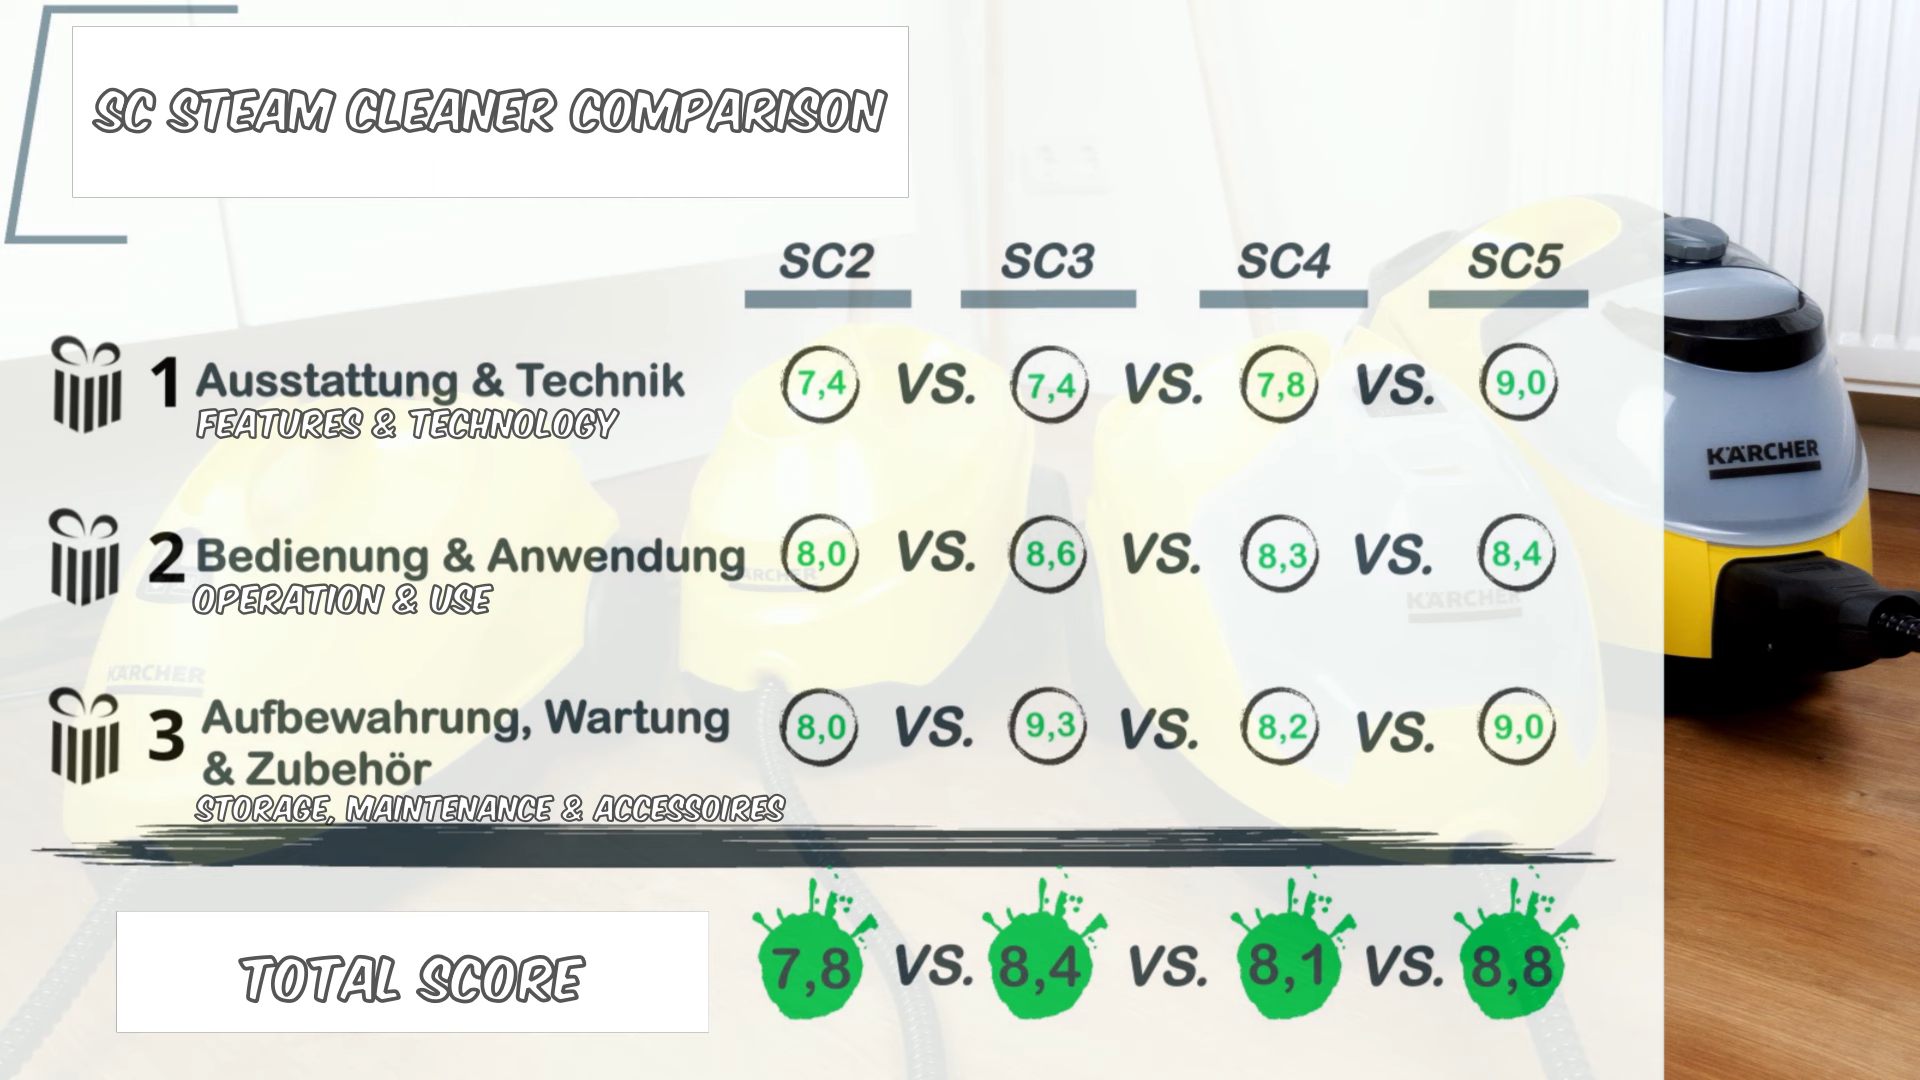 SC STEAM CLEANER COMPARISON
SC2 SC3 SC4 SC5
1 Ausstattung & Technik 7,4 VS. 7,4 VS. 7,8 VS. 9,0
FEATURES & TECHNOLOGY
KÄRCHER
2 Bedienung & Anwendung 8,0 VS. 8,6 VS. 8,3 VS. 8,4
KÄRCHER
OPERATION & USE
KÄRCHER
KÄRCHER
3 Aufbewahrung, Wartung 8,0 VS. 9,3 VS. 8,2 VS. 9,0
& Zubehör
STORAGE, MAINTENANCE & ACCESSOIRES
TOTAL SCORE 7,8 VS. 8,4 VS. 8,1 VS. 8,8